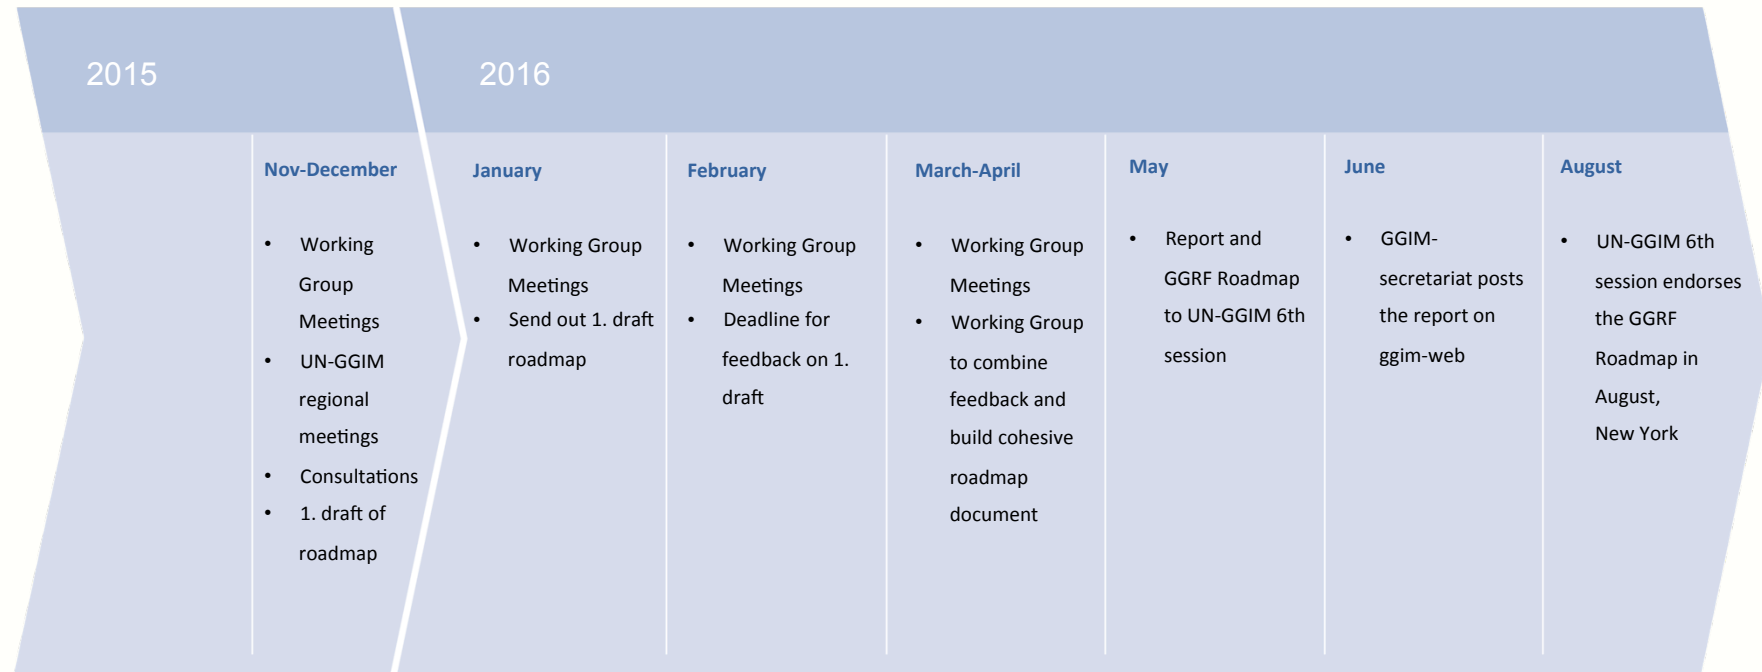 2015
2016
Nov-December
• Working
Group
Meetings
• UN-GGIM
regional
meetings
• Consultations
• 1. draft of
roadmap
January
• Working Group
Meetings
• Send out 1. draft
roadmap
February
• Working Group
Meetings
• Deadline for
feedback on 1.
draft
March-April
• Working Group
Meetings
• Working Group
to combine
feedback and
build cohesive
roadmap
document
May
• Report and
GGRF Roadmap
to UN-GGIM 6th
session
June
• GGIM-
secretariat posts
the report on
ggim-web
August
• UN-GGIM 6th
session endorses
the GGRF
Roadmap in
August,
New York